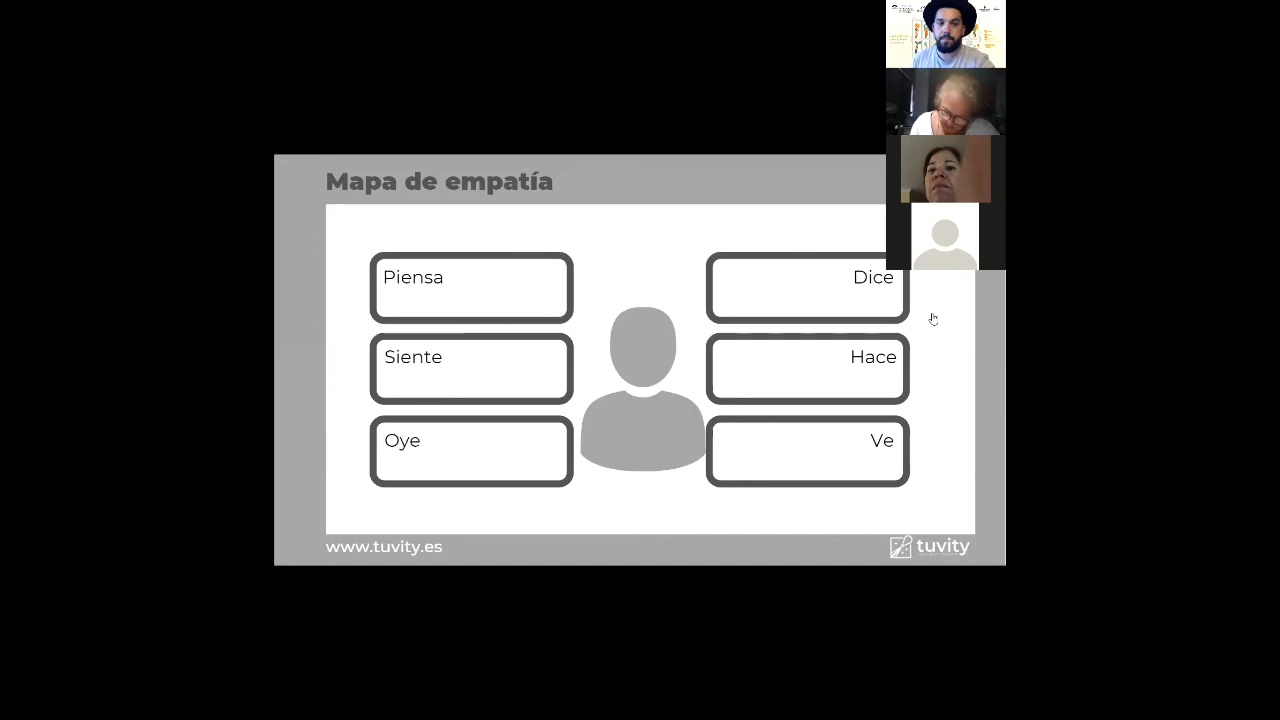 Mapa de empatía
Piensa
Dice
Siente
Hace
Oye
Ve
www.tuvity.es
tuvity